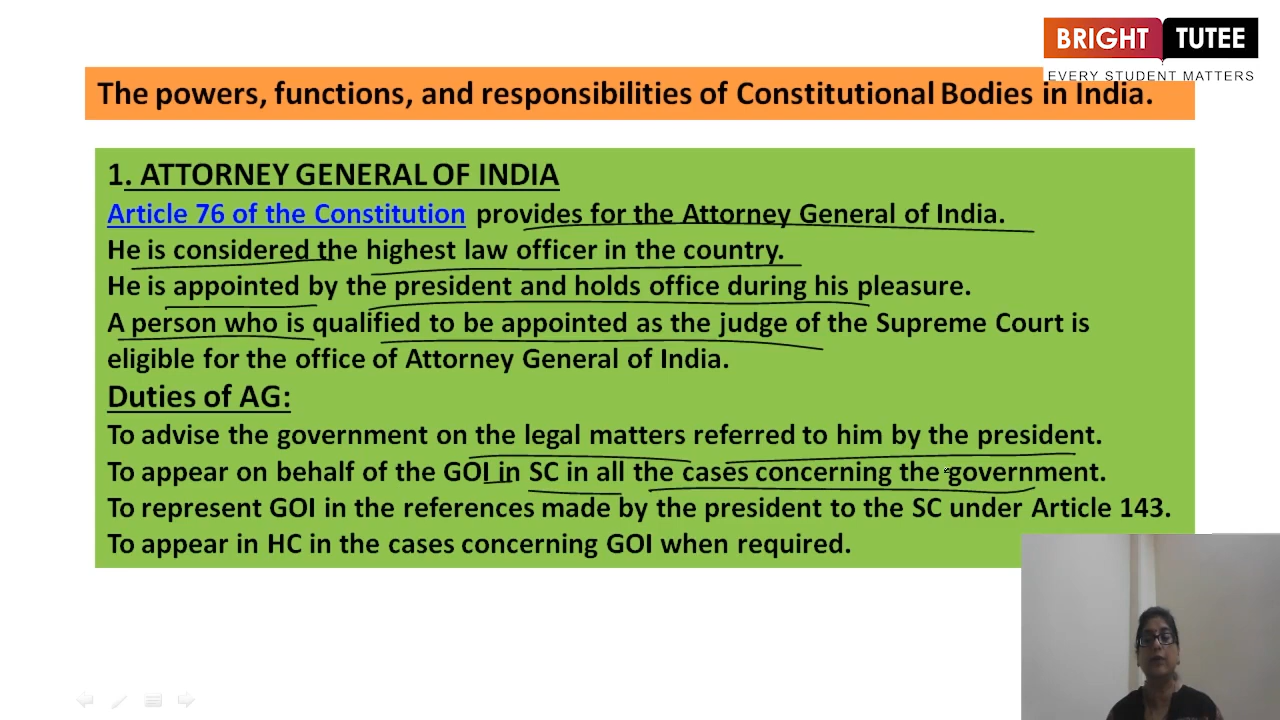 BRIGHT TUTEE
EVERY STUDENT MATTERS
The powers, functions, and responsibilities of Constitutional Bodies in India.
1. ATTORNEY GENERAL OF INDIA
Article 76 of the Constitution provides for the Attorney General of India.
He is considered the highest law officer in the country.
He is appointed by the president and holds office during his pleasure.
A person who is qualified to be appointed as the judge of the Supreme Court is
eligible for the office of Attorney General of India.
Duties of AG:
To advise the government on the legal matters referred to him by the president.
To appear on behalf of the GOI in SC in all the cases concerning the government.
To represent GOI in the references made by the president to the SC under Article 143.
To appear in HC in the cases concerning GOI when required.